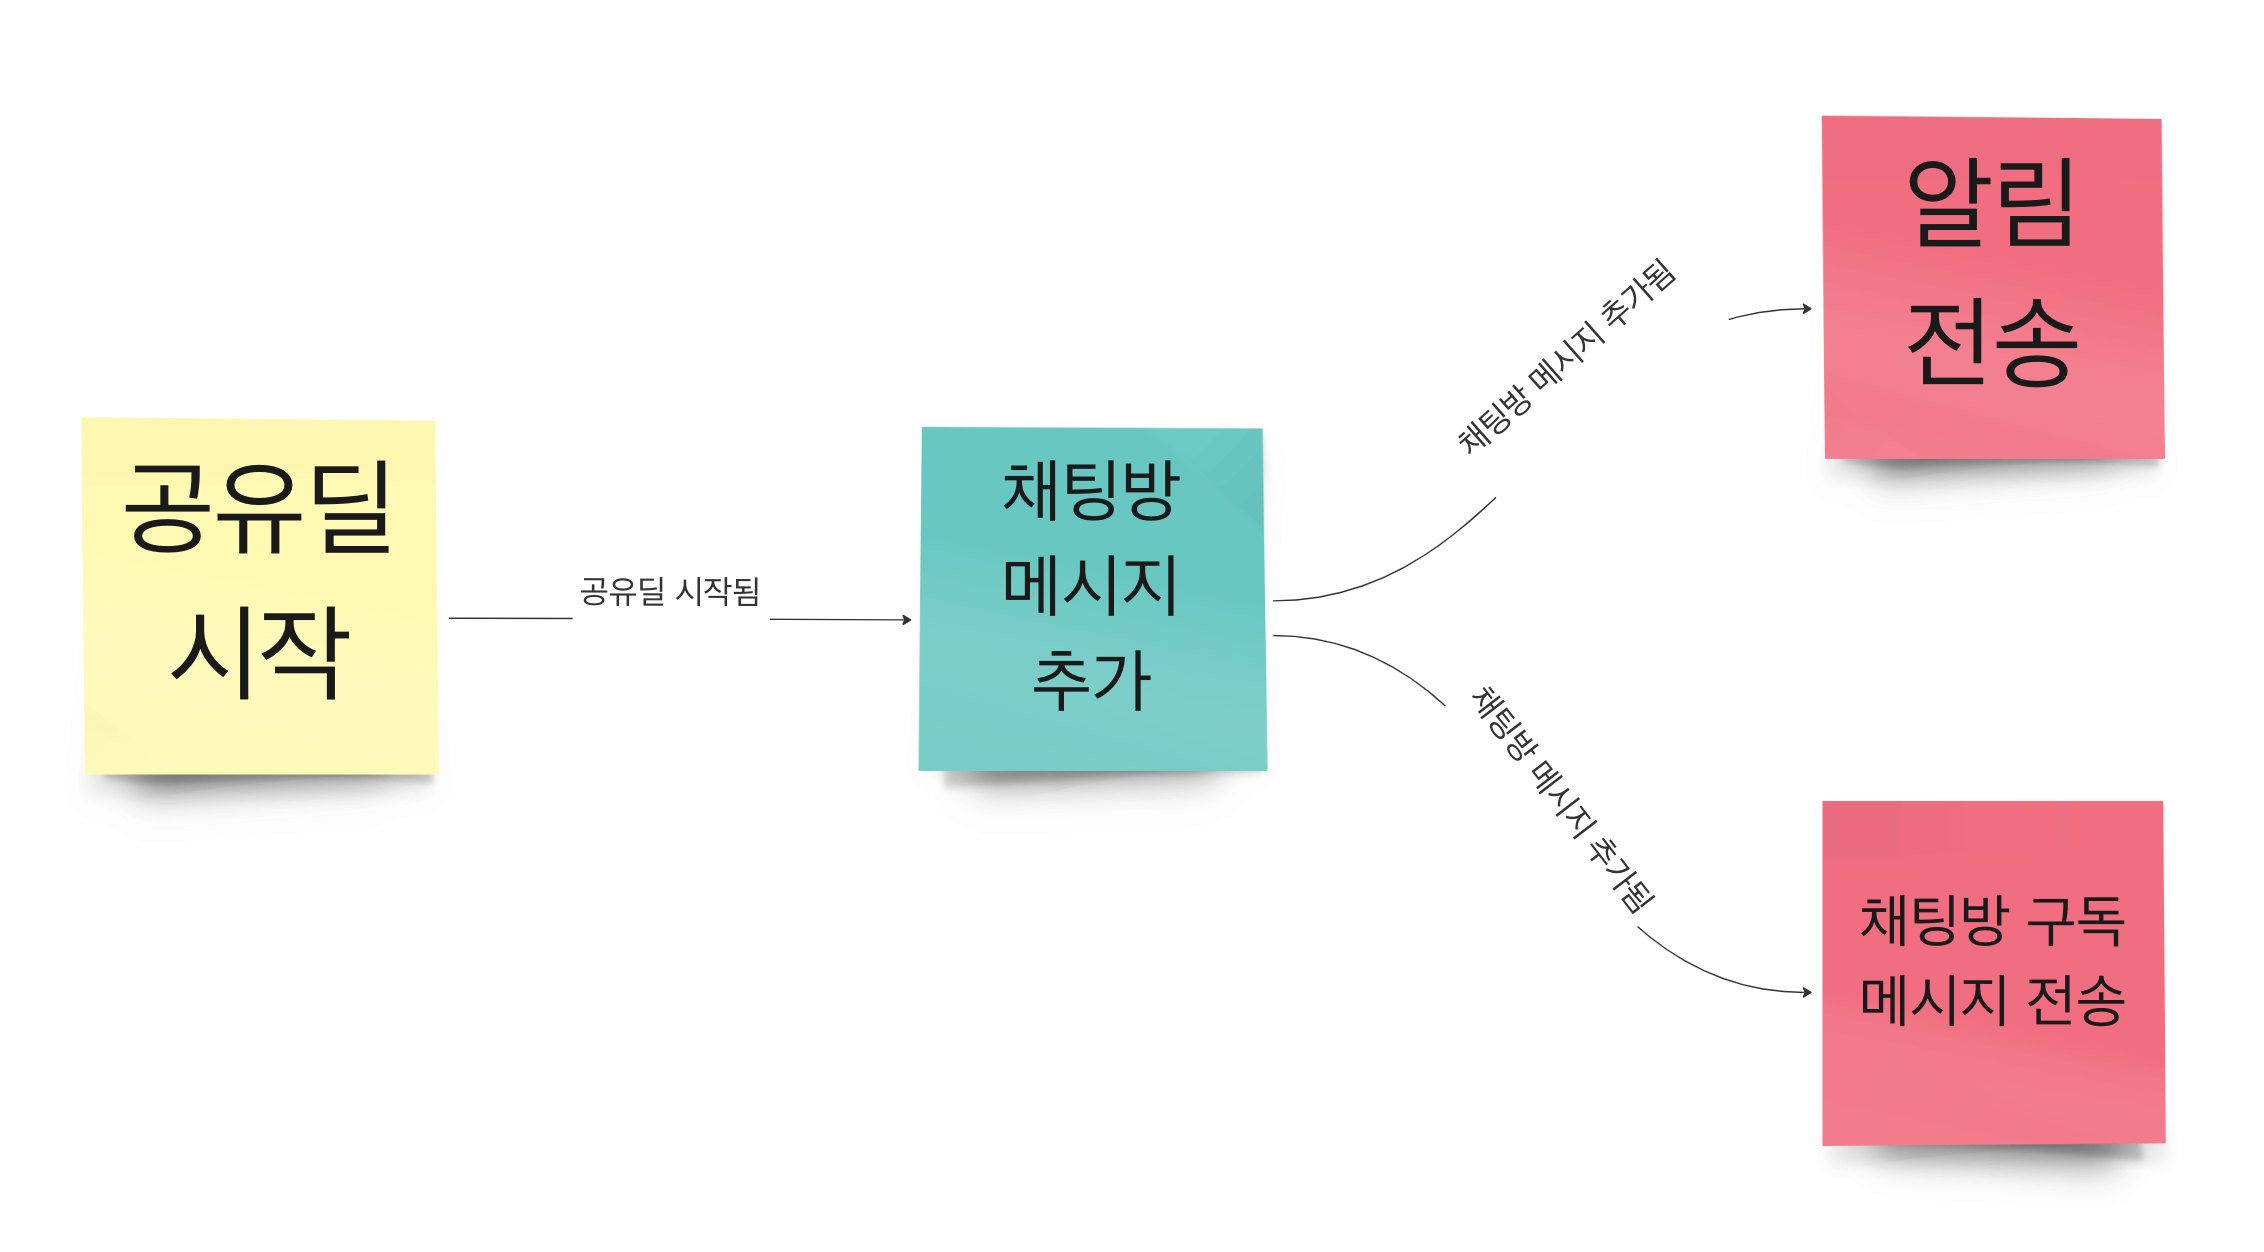 공유딜
시작
공유딜 시작됨
채팅방
메시지
추가
채팅방 메시지 추가됨
알림
전송
채팅방 메시지 추가됨
채팅방 구독
메시지 전송